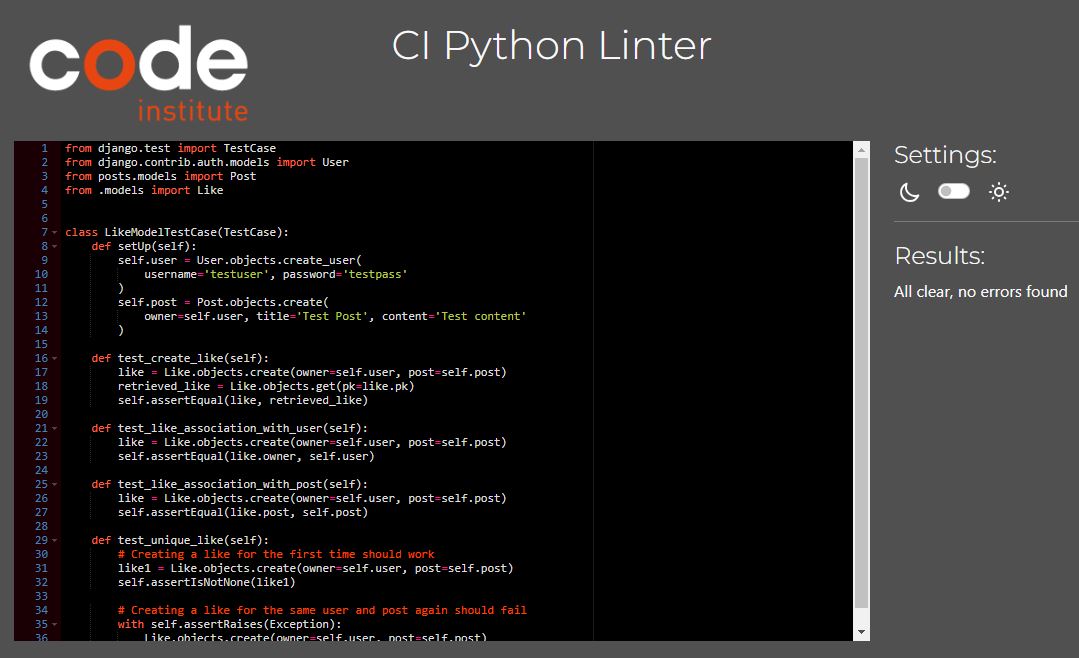 code
institute
CI Python Linter
1 from django.test import TestCase
2 from django.contrib.auth.models import User
3 from posts.models import Post
4 from .models import Like
5
6
7 class LikeModelTestCase(TestCase):
8     def setUp(self):
9         self.user = User.objects.create_user(
10             username='testuser', password='testpass'
11         )
12         self.post = Post.objects.create(
13             owner=self.user, title='Test Post', content='Test content'
14         )
15
16     def test_create_like(self):
17         like = Like.objects.create(owner=self.user, post=self.post)
18         retrieved_like = Like.objects.get(pk=like.pk)
19         self.assertEqual(like, retrieved_like)
20
21     def test_like_association_with_user(self):
22         like = Like.objects.create(owner=self.user, post=self.post)
23         self.assertEqual(like.owner, self.user)
24
25     def test_like_association_with_post(self):
26         like = Like.objects.create(owner=self.user, post=self.post)
27         self.assertEqual(like.post, self.post)
28
29     def test_unique_like(self):
30         # Creating a like for the first time should work
31         like1 = Like.objects.create(owner=self.user, post=self.post)
32         self.assertIsNotNone(like1)
33
34         # Creating a like for the same user and post again should fail
35         with self.assertRaises(Exception):
36             Like.objects.create(owner=self.user, post=self.post)
Settings:
Results:
All clear, no errors found